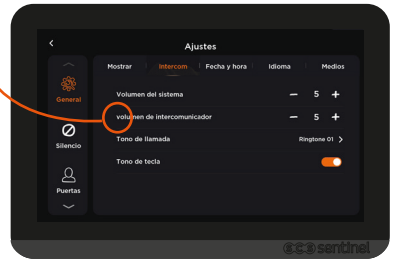 Ajustes
Mostrar Intercom Fecha y hora Idioma Medios
General
Volumen del sistema 5
volumen de intercomunicador 5
Silencio
Tono de llamada Ringtone 01
Tono de tecla
Puertas
sentinel